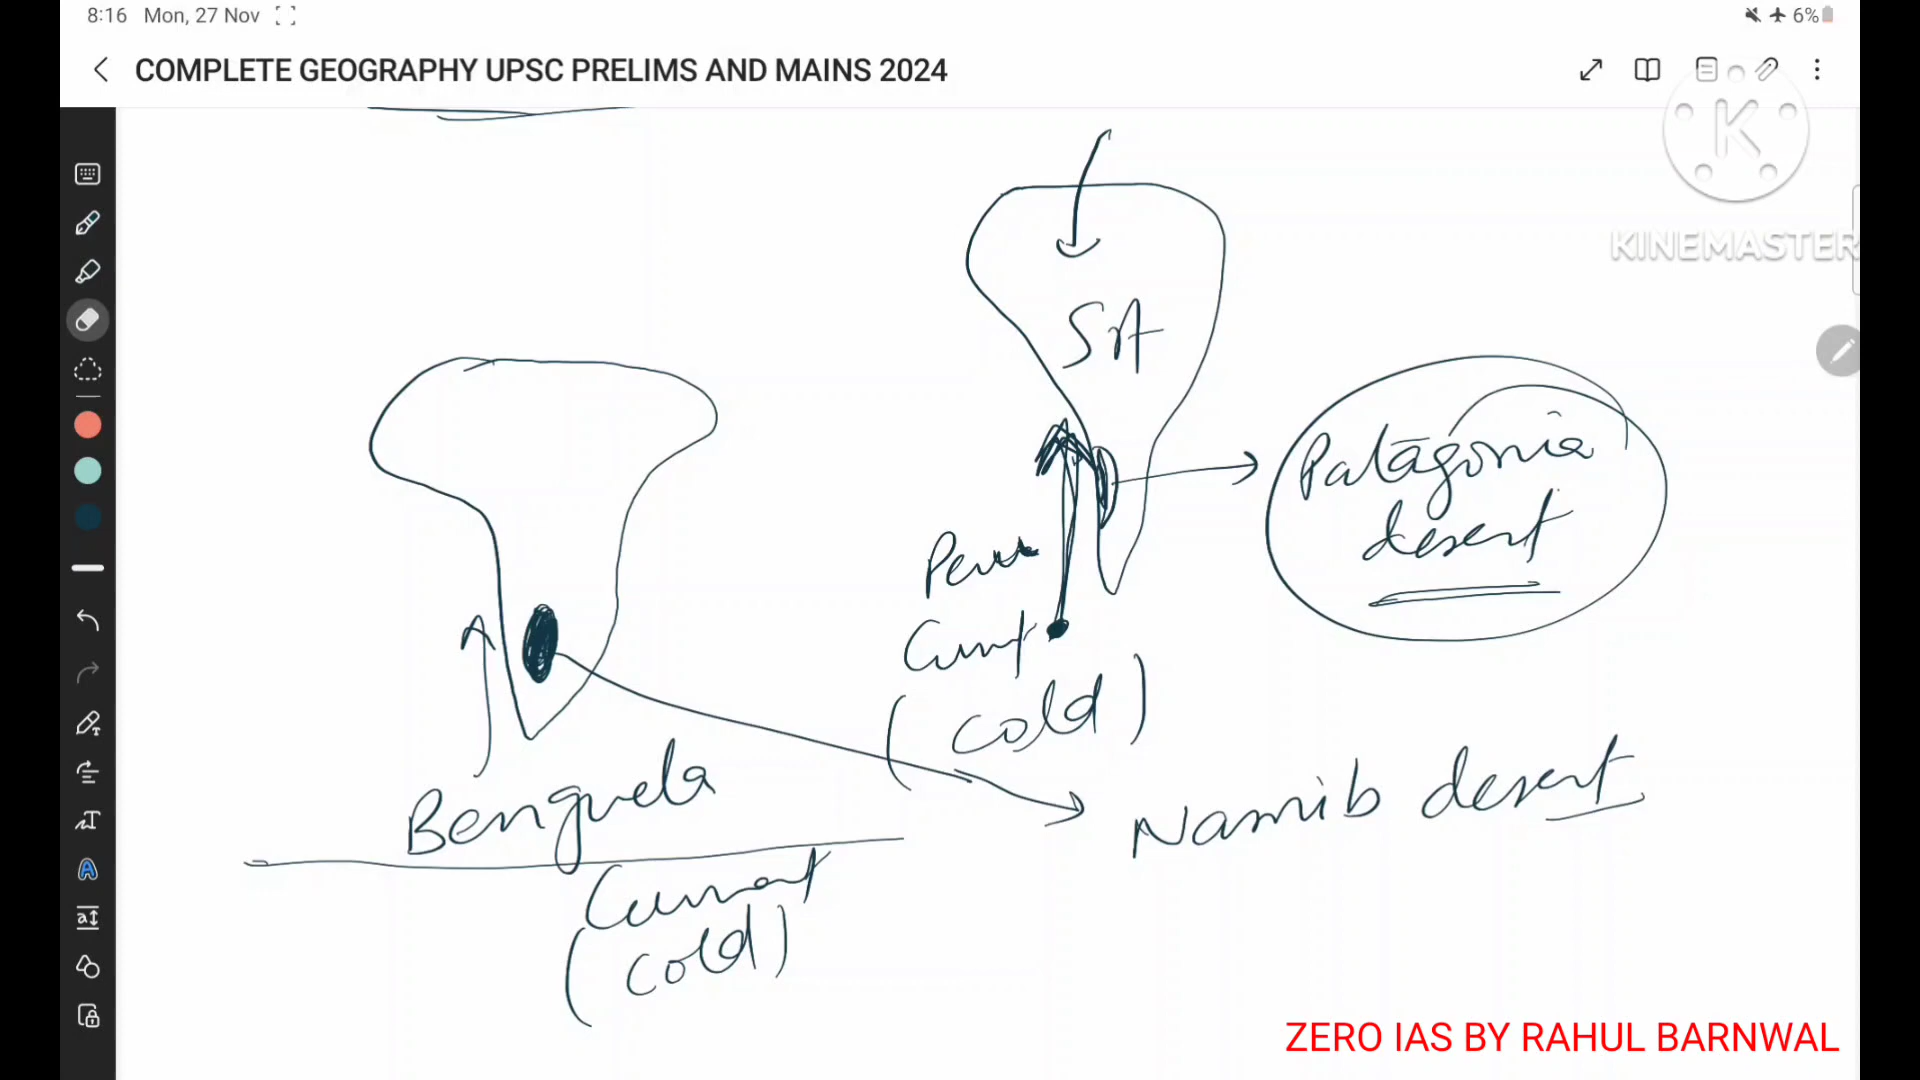 8:16 Mon, 27 Nov
6%
COMPLETE GEOGRAPHY UPSC PRELIMS AND MAINS 2024
K
KINEMASTER
SA
Patagonia
desert
Peru
Current
(cold)
Benguela
Current
(cold)
Namib desert
ZERO IAS BY RAHUL BARNWAL